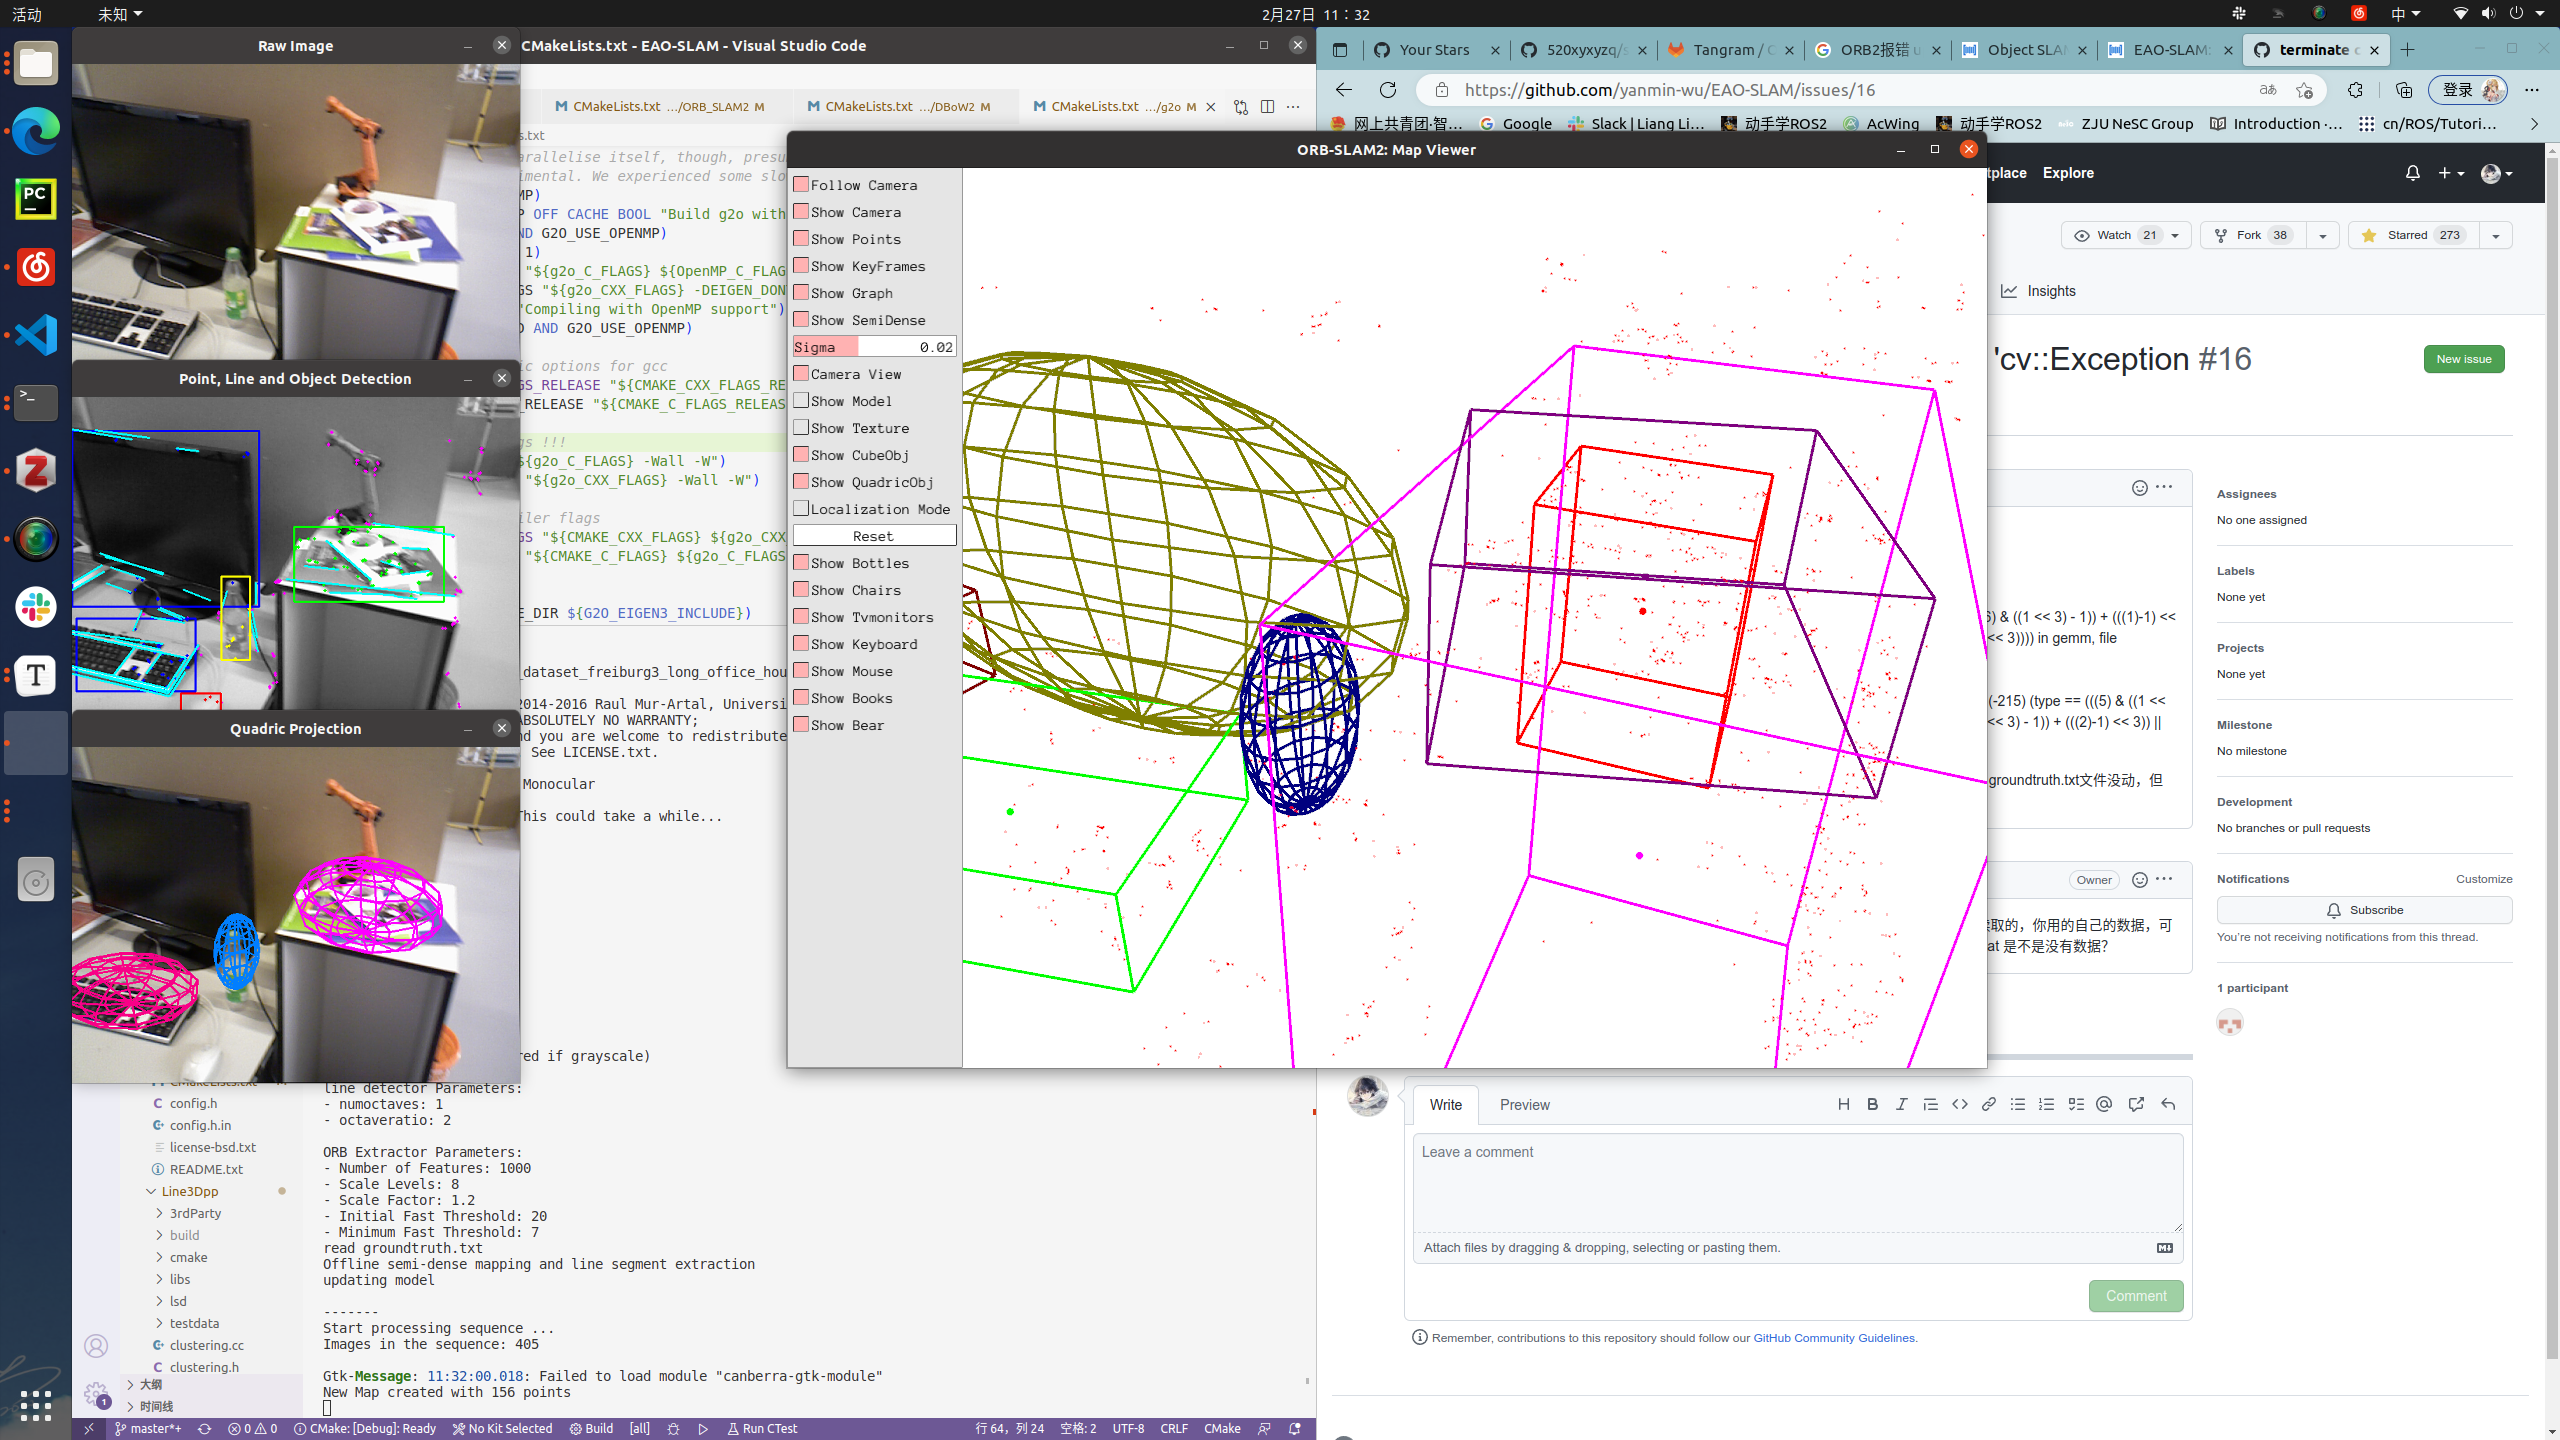 活动
未知
2月27日 11：32
中
Raw Image
CMakeLists.txt - EAO-SLAM - Visual Studio Code
CMakeLists.txt …/ORB_SLAM2 M
CMakeLists.txt …/DBoW2 M
CMakeLists.txt …/g2o M
s.txt
OFF CACHE BOOL "Build g2o with
AND G2O_USE_OPENMP)
1)
"${g2o_C_FLAGS} ${OpenMP_C_FLAG
GS "${g2o_CXX_FLAGS} -DEIGEN_DON
"Compiling with OpenMP support")
AND G2O_USE_OPENMP)
ic options for gcc
GS_RELEASE "${CMAKE_CXX_FLAGS_RE
_RELEASE "${CMAKE_C_FLAGS_RELEAS
gs !!!
${g2o_C_FLAGS} -Wall -W")
"${g2o_CXX_FLAGS} -Wall -W")
iler flags
GS "${CMAKE_CXX_FLAGS} ${g2o_CXX
"${CMAKE_C_FLAGS} ${g2o_C_FLAGS
E_DIR ${G2O_EIGEN3_INCLUDE})
_dataset_freiburg3_long_office_hou
2014-2016 Raul Mur-Artal, Universi
ABSOLUTELY NO WARRANTY;
nd you are welcome to redistribute
See LICENSE.txt.
Monocular
This could take a while...
red if grayscale)
line detector Parameters:
- numoctaves: 1
- octaveratio: 2
ORB Extractor Parameters:
- Number of Features: 1000
- Scale Levels: 8
- Scale Factor: 1.2
- Initial Fast Threshold: 20
- Minimum Fast Threshold: 7
read groundtruth.txt
Offline semi-dense mapping and line segment extraction
updating model
-------
Start processing sequence ...
Images in the sequence: 405
Gtk-Message: 11:32:00.018: Failed to load module "canberra-gtk-module"
New Map created with 156 points
Point, Line and Object Detection
Quadric Projection
config.h
config.h.in
license-bsd.txt
README.txt
Line3Dpp
3rdParty
build
cmake
libs
lsd
testdata
clustering.cc
clustering.h
大纲
时间线
master*+
0 0
CMake: [Debug]: Ready
No Kit Selected
Build
[all]
Run CTest
行 64，列 24
空格: 2
UTF-8
CRLF
CMake
ORB-SLAM2: Map Viewer
Follow Camera
Show Camera
Show Points
Show KeyFrames
Show Graph
Show SemiDense
Sigma 0.02
Camera View
Show Model
Show Texture
Show CubeObj
Show QuadricObj
Localization Mode
Reset
Show Bottles
Show Chairs
Show Tvmonitors
Show Keyboard
Show Mouse
Show Books
Show Bear
Your Stars
520xyxyzq/s
Tangram / C
ORB2报错 u
Object SLAM
EAO-SLAM:
terminate c
https://github.com/yanmin-wu/EAO-SLAM/issues/16
登录
网上共青团·智…
Google
Slack | Liang Li…
动手学ROS2
AcWing
动手学ROS2
ZJU NeSC Group
Introduction ·…
cn/ROS/Tutori…
tplace
Explore
Watch 21
Fork 38
Starred 273
Insights
'cv::Exception #16
New issue
6) & ((1 << 3) - 1)) + (((1)-1) <<
<< 3)))) in gemm, file
(-215) (type == (((5) & ((1 <<
<< 3) - 1)) + (((2)-1) << 3)) ||
groundtruth.txt文件没动，但
Owner
取的，你用的自己的数据，可
at 是不是没有数据？
Assignees
No one assigned
Labels
None yet
Projects
None yet
Milestone
No milestone
Development
No branches or pull requests
Notifications
Customize
Subscribe
You're not receiving notifications from this thread.
1 participant
Write
Preview
Leave a comment
Attach files by dragging & dropping, selecting or pasting them.
Comment
Remember, contributions to this repository should follow our GitHub Community Guidelines.